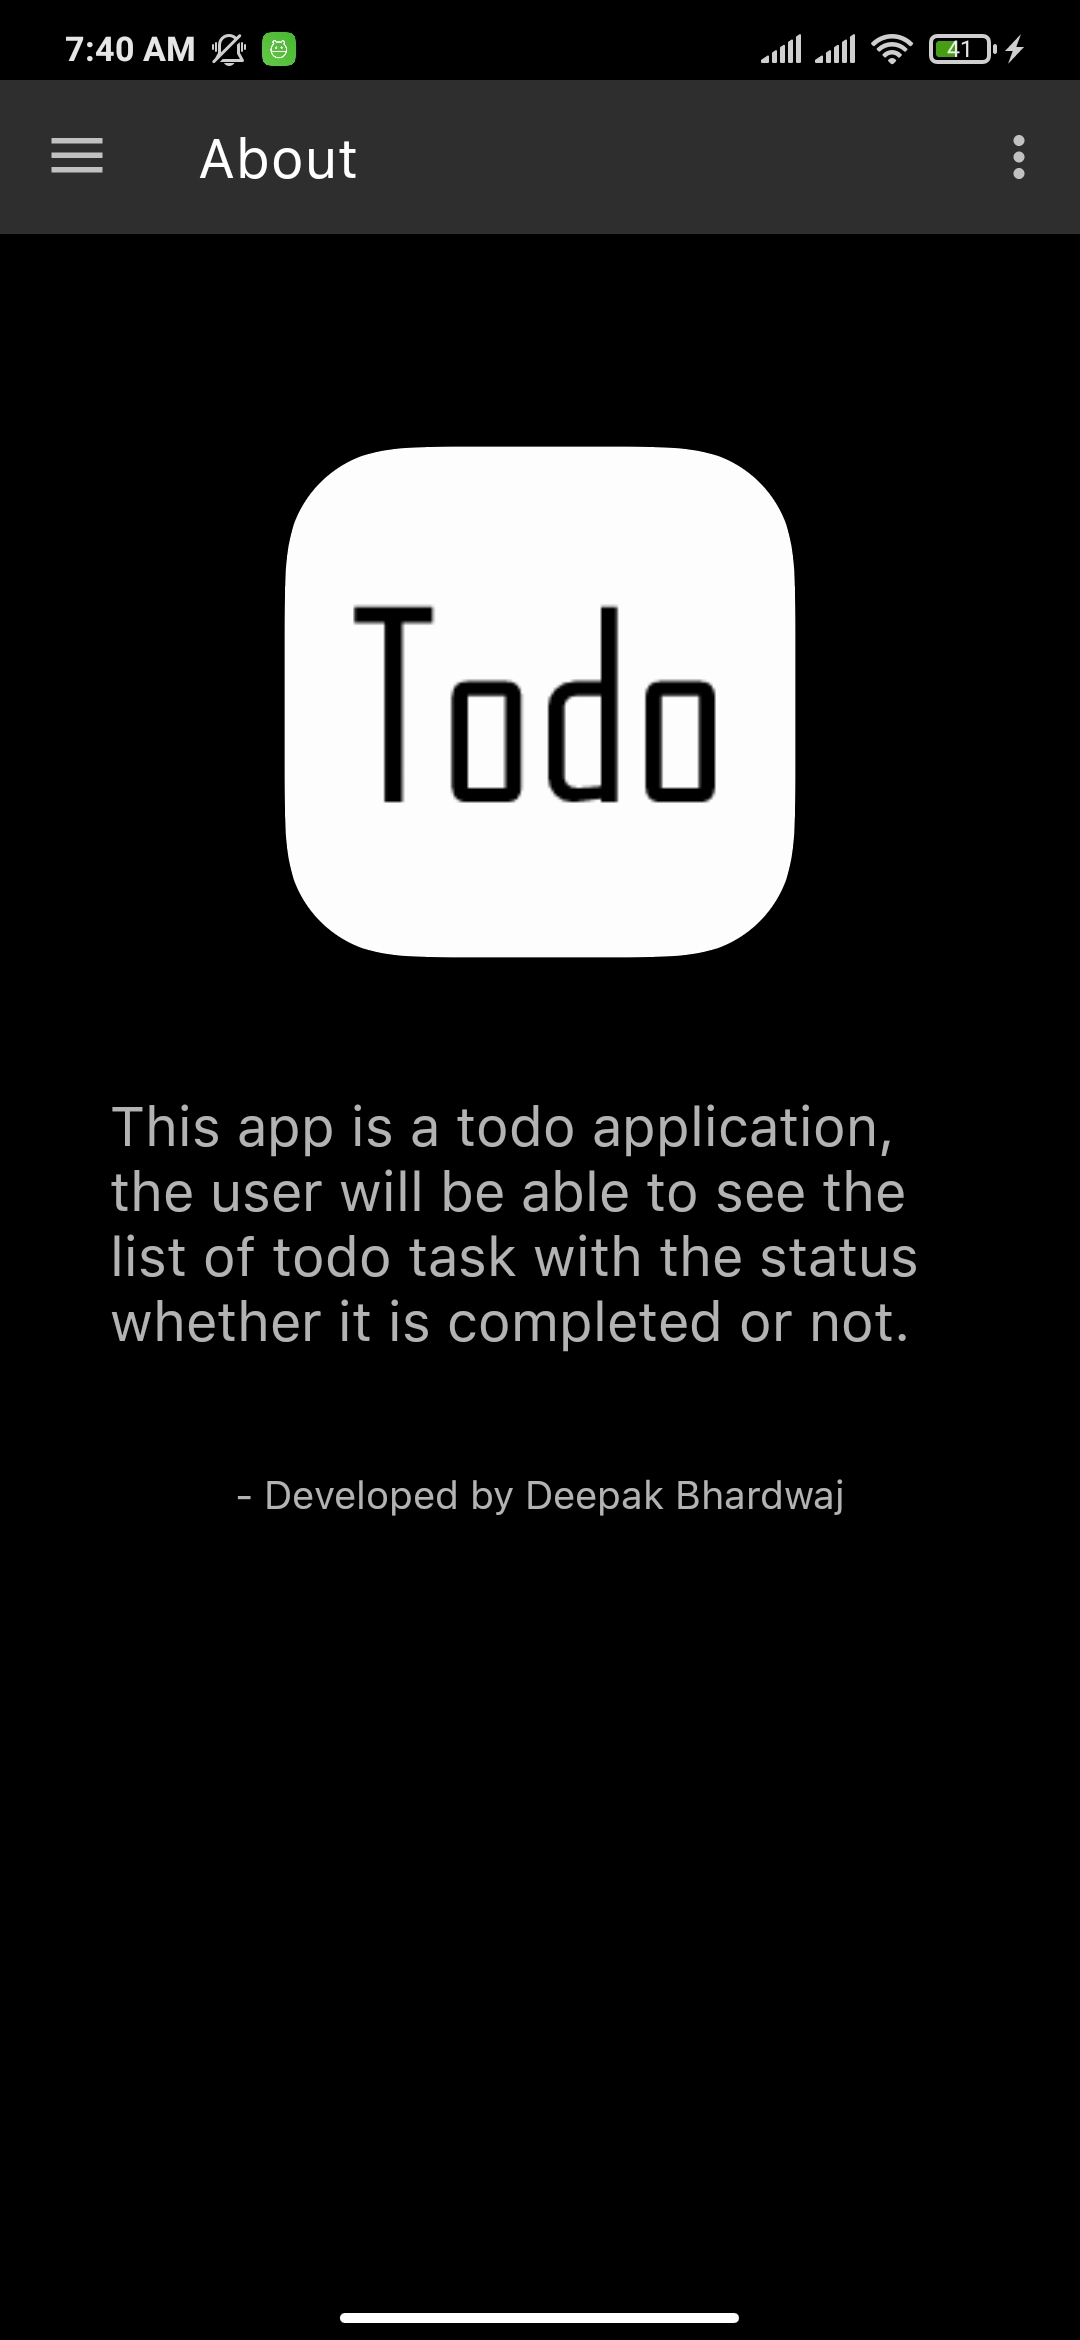 7:40 AM
41
About
Todo
This app is a todo application,
the user will be able to see the
list of todo task with the status
whether it is completed or not.
- Developed by Deepak Bhardwaj